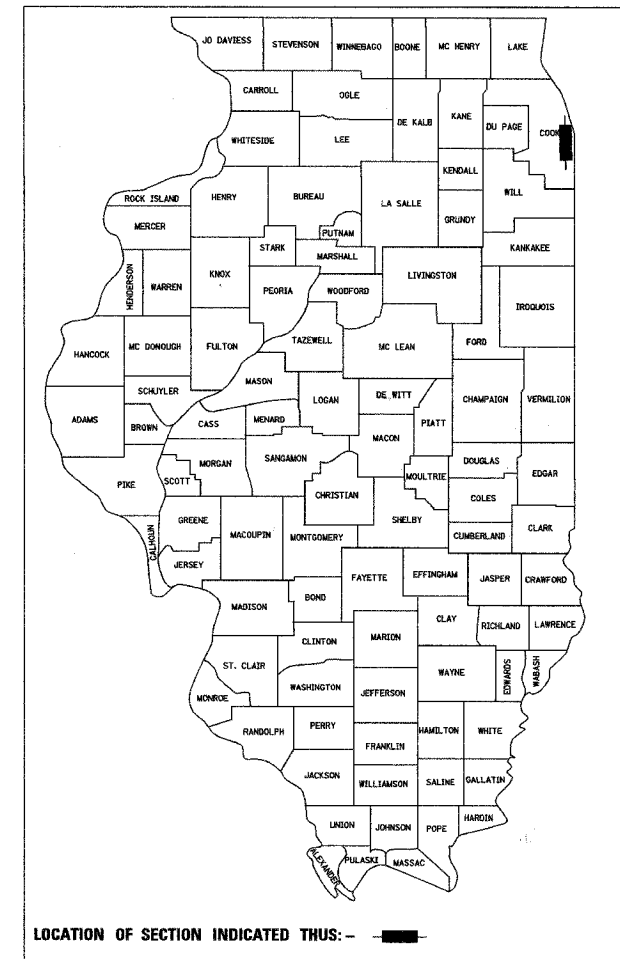 JO DAVIESS STEVENSON WINNEBAGO BOONE MC HENRY LAKE
CARROLL OGLE DE KALB KANE DU PAGE COOK
WHITESIDE LEE
KENDALL
ROCK ISLAND HENRY BUREAU LA SALLE GRUNDY WILL
MERCER PUTNAM
STARK MARSHALL KANKAKEE
HENDERSON WARREN KNOX PEORIA WOODFORD LIVINGSTON
IROQUOIS
HANCOCK MC DONOUGH FULTON TAZEWELL MC LEAN FORD
MASON
SCHUYLER LOGAN DE WITT CHAMPAIGN VERMILION
ADAMS BROWN CASS MENARD MACON PIATT
MORGAN SANGAMON DOUGLAS
PIKE SCOTT CHRISTIAN MOULTRIE COLES EDGAR
GREENE MACOUPIN MONTGOMERY SHELBY CUMBERLAND CLARK
CALHOUN JERSEY
FAYETTE EFFINGHAM JASPER CRAWFORD
MADISON BOND
CLINTON MARION CLAY RICHLAND LAWRENCE
ST. CLAIR WAYNE EDWARDS WABASH
WASHINGTON JEFFERSON
MONROE
RANDOLPH PERRY HAMILTON WHITE
FRANKLIN
JACKSON WILLIAMSON SALINE GALLATIN
UNION JOHNSON POPE HARDIN
ALEXANDER PULASKI MASSAC
LOCATION OF SECTION INDICATED THUS:-